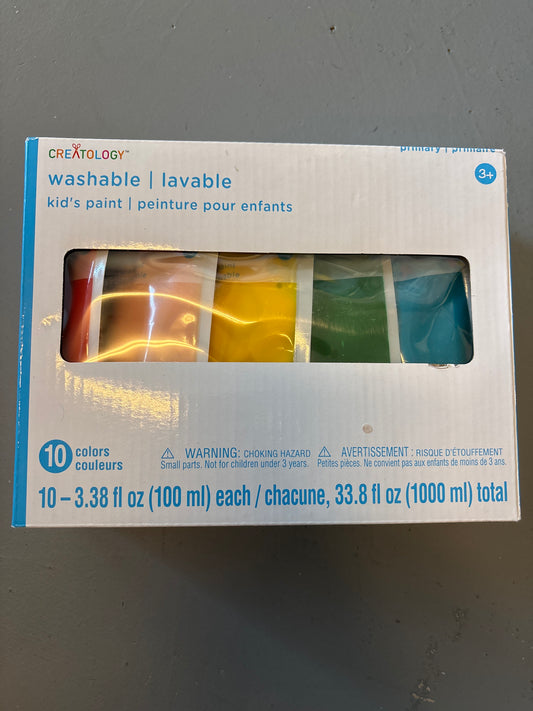 CREATOLOGY™
primary | primaire
washable | lavable
3+
kid's paint | peinture pour enfants
10 colors
couleurs
⚠ WARNING: CHOKING HAZARD
Small parts. Not for children under 3 years.
⚠ AVERTISSEMENT : RISQUE D'ÉTOUFFEMENT
Petites pièces. Ne convient pas aux enfants de moins de 3 ans.
10 – 3.38 fl oz (100 ml) each / chacune, 33.8 fl oz (1000 ml) total